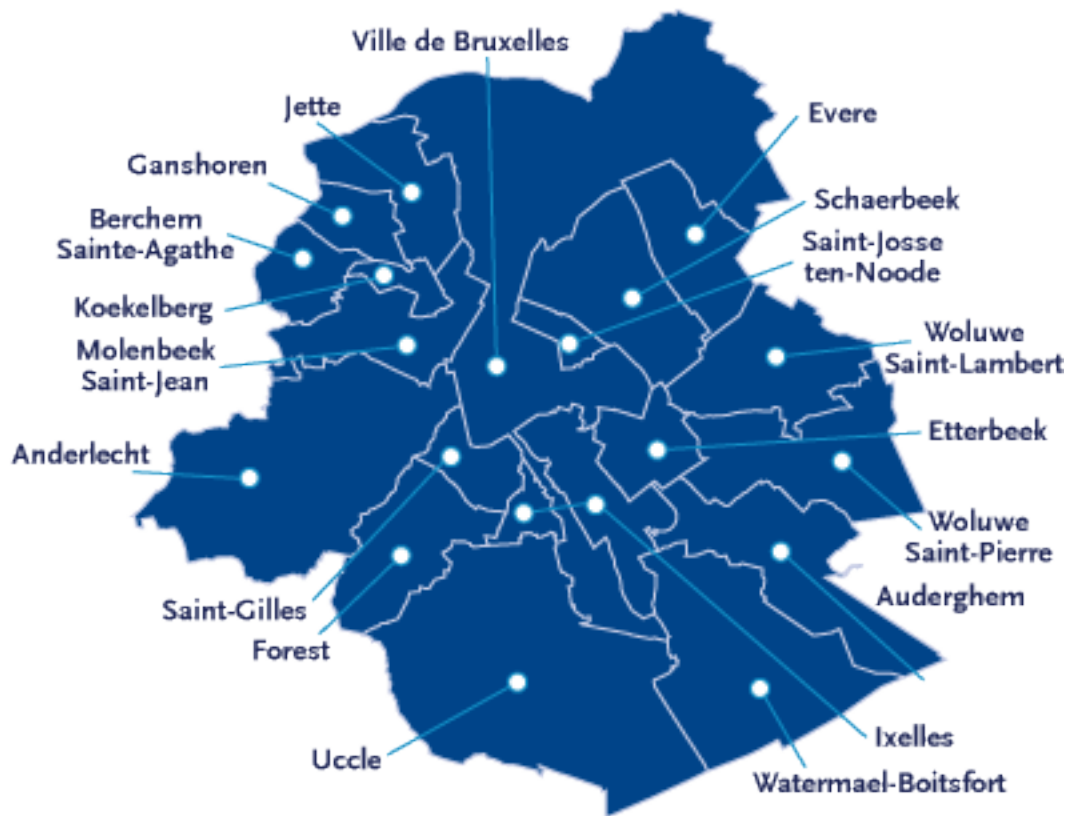 Ville de Bruxelles
Jette
Evere
Ganshoren
Schaerbeek
Berchem
Sainte-Agathe
Saint-Josse
ten-Noode
Koekelberg
Woluwe
Saint-Lambert
Molenbeek
Saint-Jean
Etterbeek
Anderlecht
Woluwe
Saint-Pierre
Auderghem
Saint-Gilles
Forest
Ixelles
Uccle
Watermael-Boitsfort